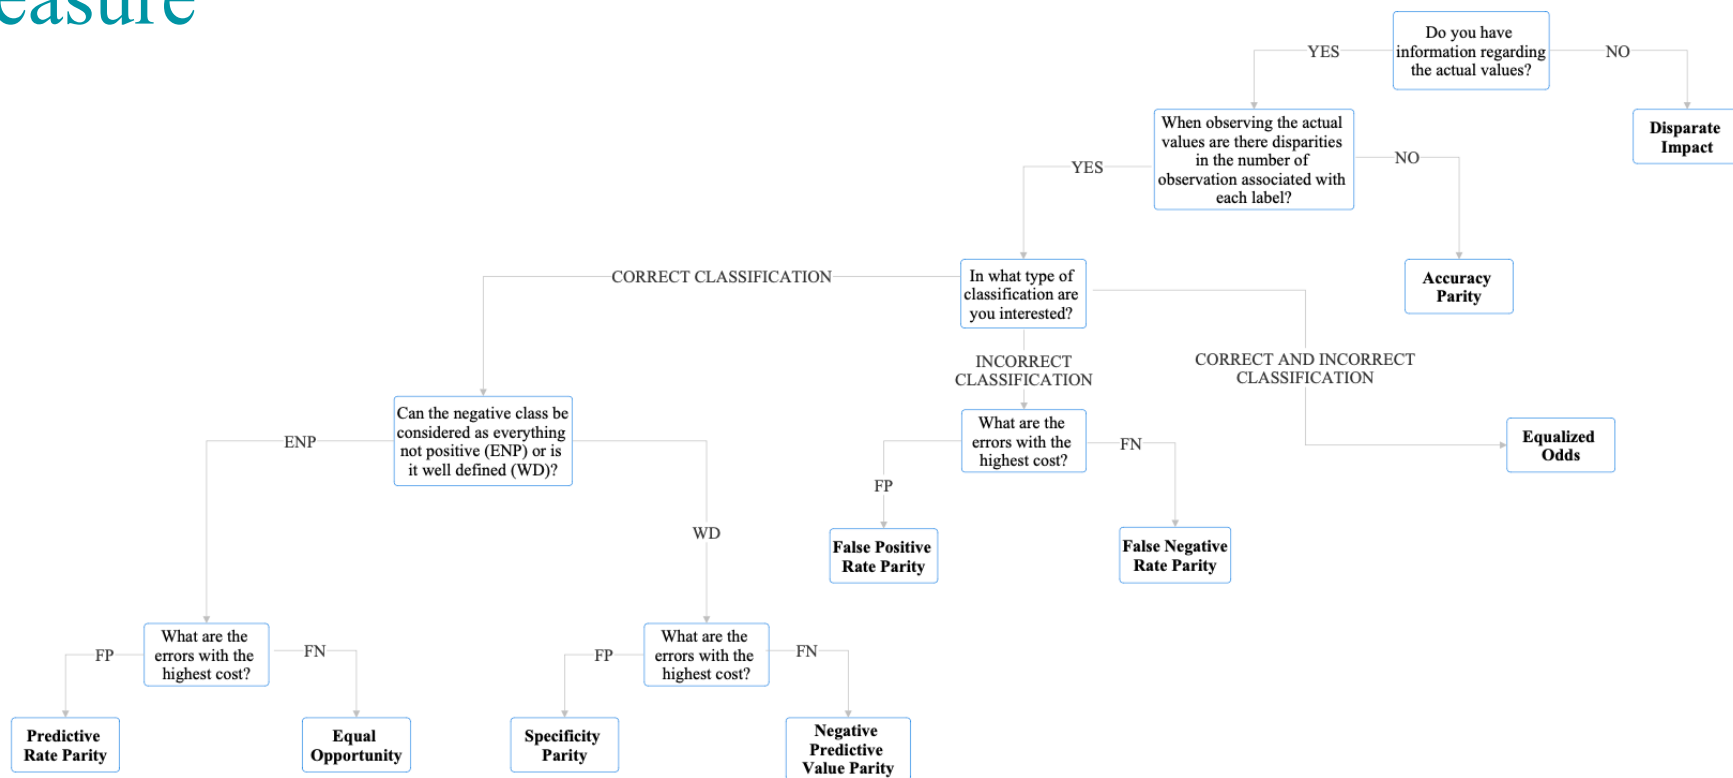 easure
Do you have
information regarding
the actual values?
YES
NO
Disparate
Impact
When observing the actual
values are there disparities
in the number of
observation associated with
each label?
YES
NO
Accuracy
Parity
In what type of
classification are
you interested?
CORRECT CLASSIFICATION
INCORRECT
CLASSIFICATION
CORRECT AND INCORRECT
CLASSIFICATION
Can the negative class be
considered as everything
not positive (ENP) or is
it well defined (WD)?
What are the
errors with the
highest cost?
Equalized
Odds
ENP
WD
FP
FN
False Positive
Rate Parity
False Negative
Rate Parity
What are the
errors with the
highest cost?
FP
FN
What are the
errors with the
highest cost?
FP
FN
Predictive
Rate Parity
Equal
Opportunity
Specificity
Parity
Negative
Predictive
Value Parity